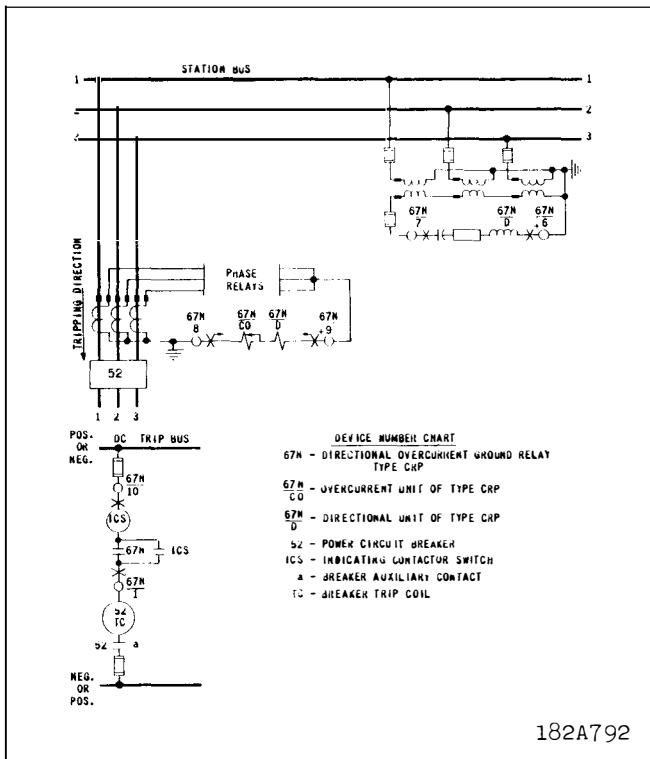 STATION BUS
1 1
2
3
67N 67N
7 D +6
PHASE
RELAYS
TRIPPING DIRECTION
67N 67N 67N 67N
8 CO D +9
52
1 2 3
POS.
OR
NEG.
DC TRIP BUS
67N
10
ICS
67N ICS
67N
1
52
TC
52 a
NEG.
OR
POS.
DEVICE NUMBER CHART
67N - DIRECTIONAL OVERCURRENT GROUND RELAY
TYPE CRP
67N
CO - OVERCURRENT UNIT OF TYPE CRP
67N
D - DIRECTIONAL UNIT OF TYPE CRP
52 - POWER CIRCUIT BREAKER
ICS - INDICATING CONTACTOR SWITCH
a - BREAKER AUXILIARY CONTACT
TC - BREAKER TRIP COIL
182A792